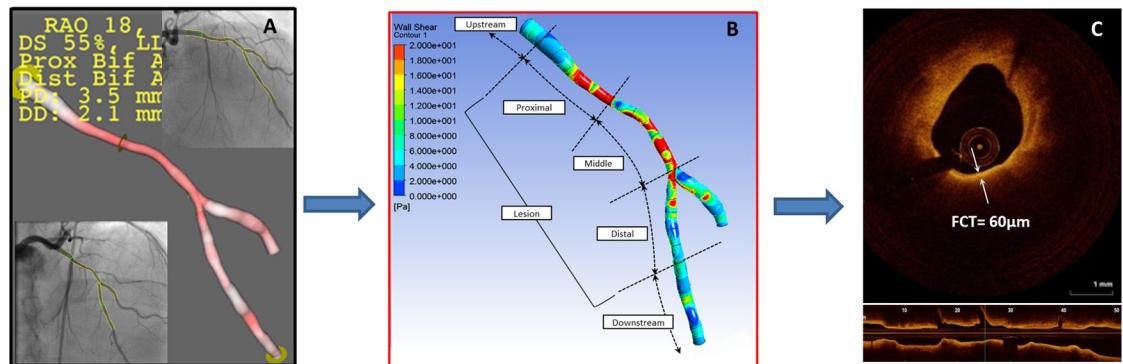 A
RAO 18,
DS 55%, LL
Prox Bif A
Dist Bif A
PD: 3.5 mm
DD: 2.1 mm
B
Wall Shear
Contour 1
2.000e+001
1.800e+001
1.600e+001
1.400e+001
1.200e+001
1.000e+001
8.000e+000
6.000e+000
4.000e+000
2.000e+000
0.000e+000
[Pa]
Upstream
Proximal
Middle
Lesion
Distal
Downstream
C
FCT= 60μm
1 mm
10
20
30
40
50